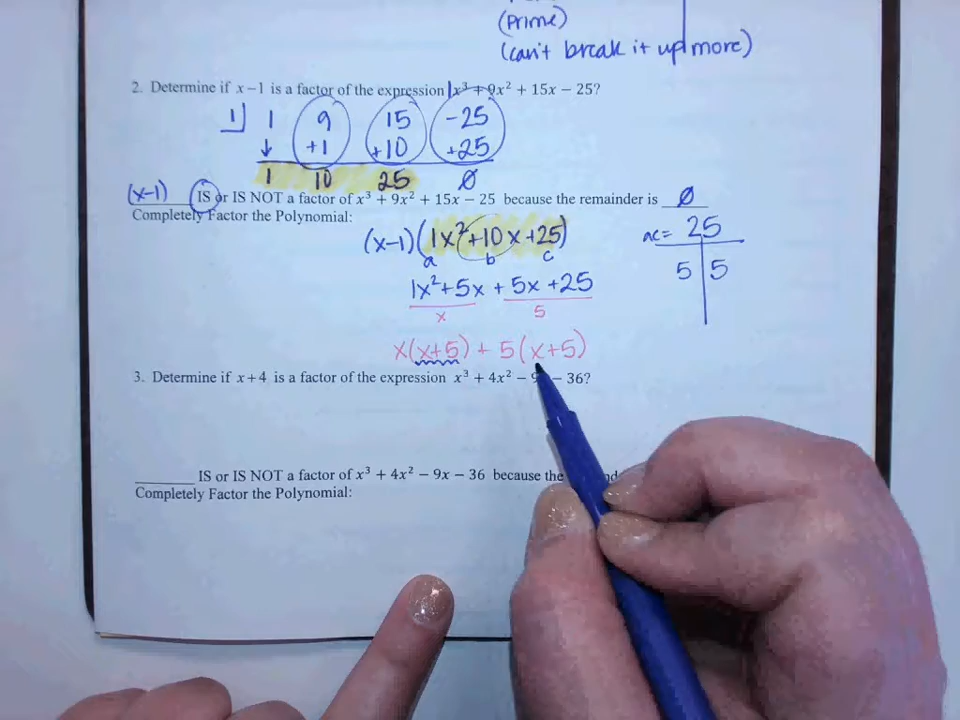 (Prime)
(can't break it up more)
2. Determine if x − 1 is a factor of the expression 1x³ + 9x² + 15x − 25?
1 1 9 15 -25
↓ +1 +10 +25
1 10 25 0
(x-1) IS or IS NOT a factor of x³ + 9x² + 15x − 25 because the remainder is 0
Completely Factor the Polynomial:
(x-1)(1x²+10x+25)
a b c
ac= 25
5 5
1x²+5x + 5x +25
x 5
x(x+5) + 5(x+5)
3. Determine if x + 4 is a factor of the expression x³ + 4x² − 9 − 36?
______ IS or IS NOT a factor of x³ + 4x² − 9x − 36 because the
Completely Factor the Polynomial: